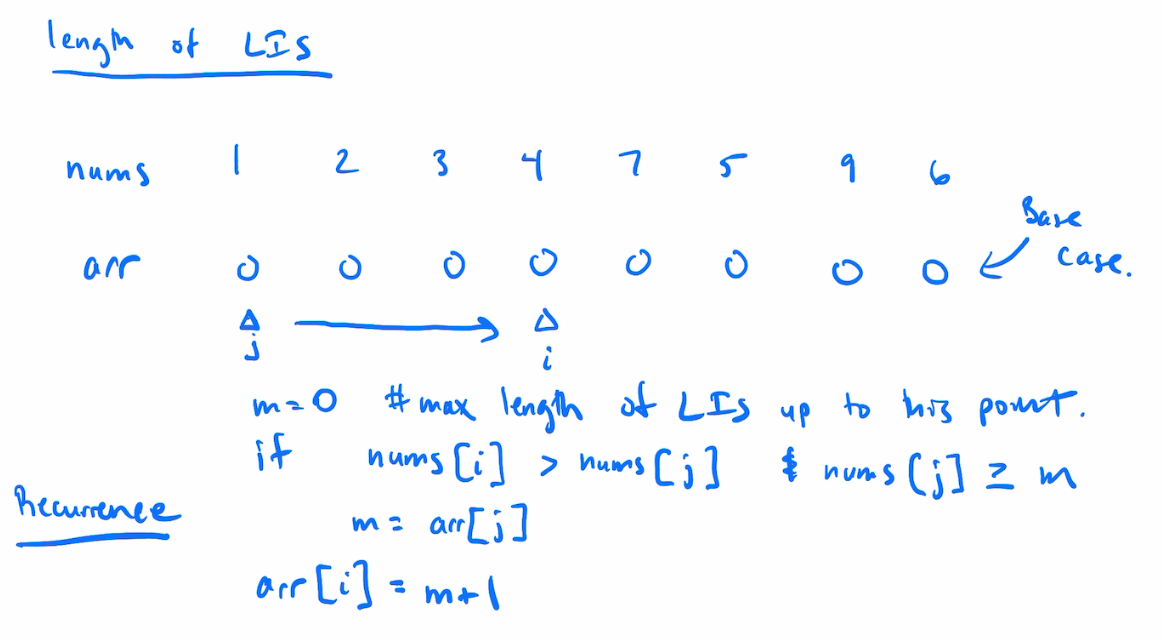 length of LIS
nums 1 2 3 4 7 5 9 6
Base
case.
arr 0 0 0 0 0 0 0 0
j i
m=0 #max length of LIS up to this point.
if nums[i] > nums[j] & nums[j] ≥ m
Recurrence
m = arr[j]
arr[i] = m+1